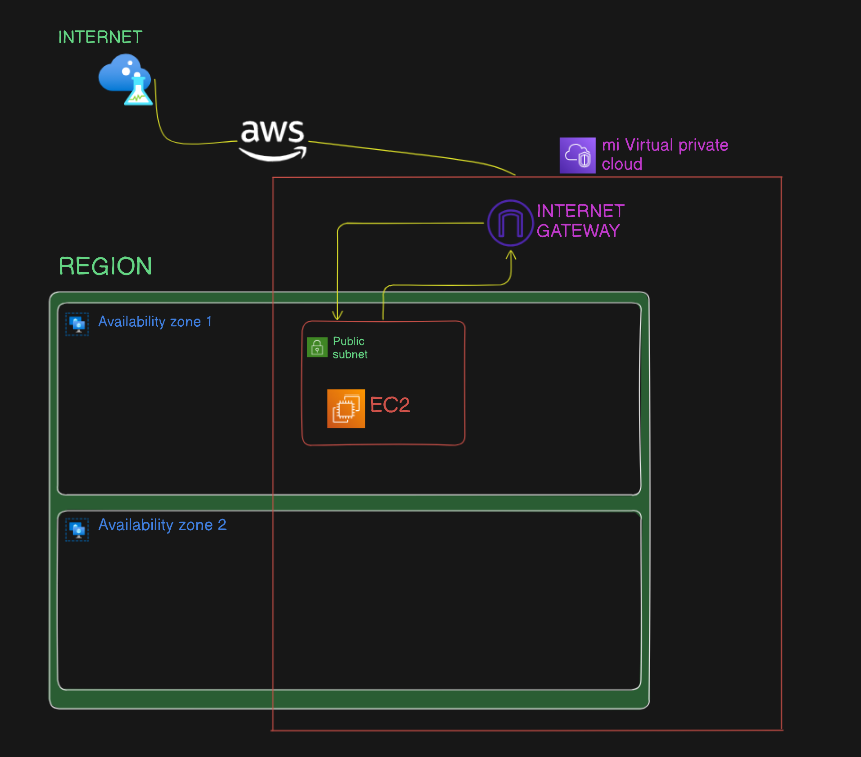 INTERNET
aws
mi Virtual private
cloud
INTERNET
GATEWAY
REGION
Availability zone 1
Public
subnet
EC2
Availability zone 2